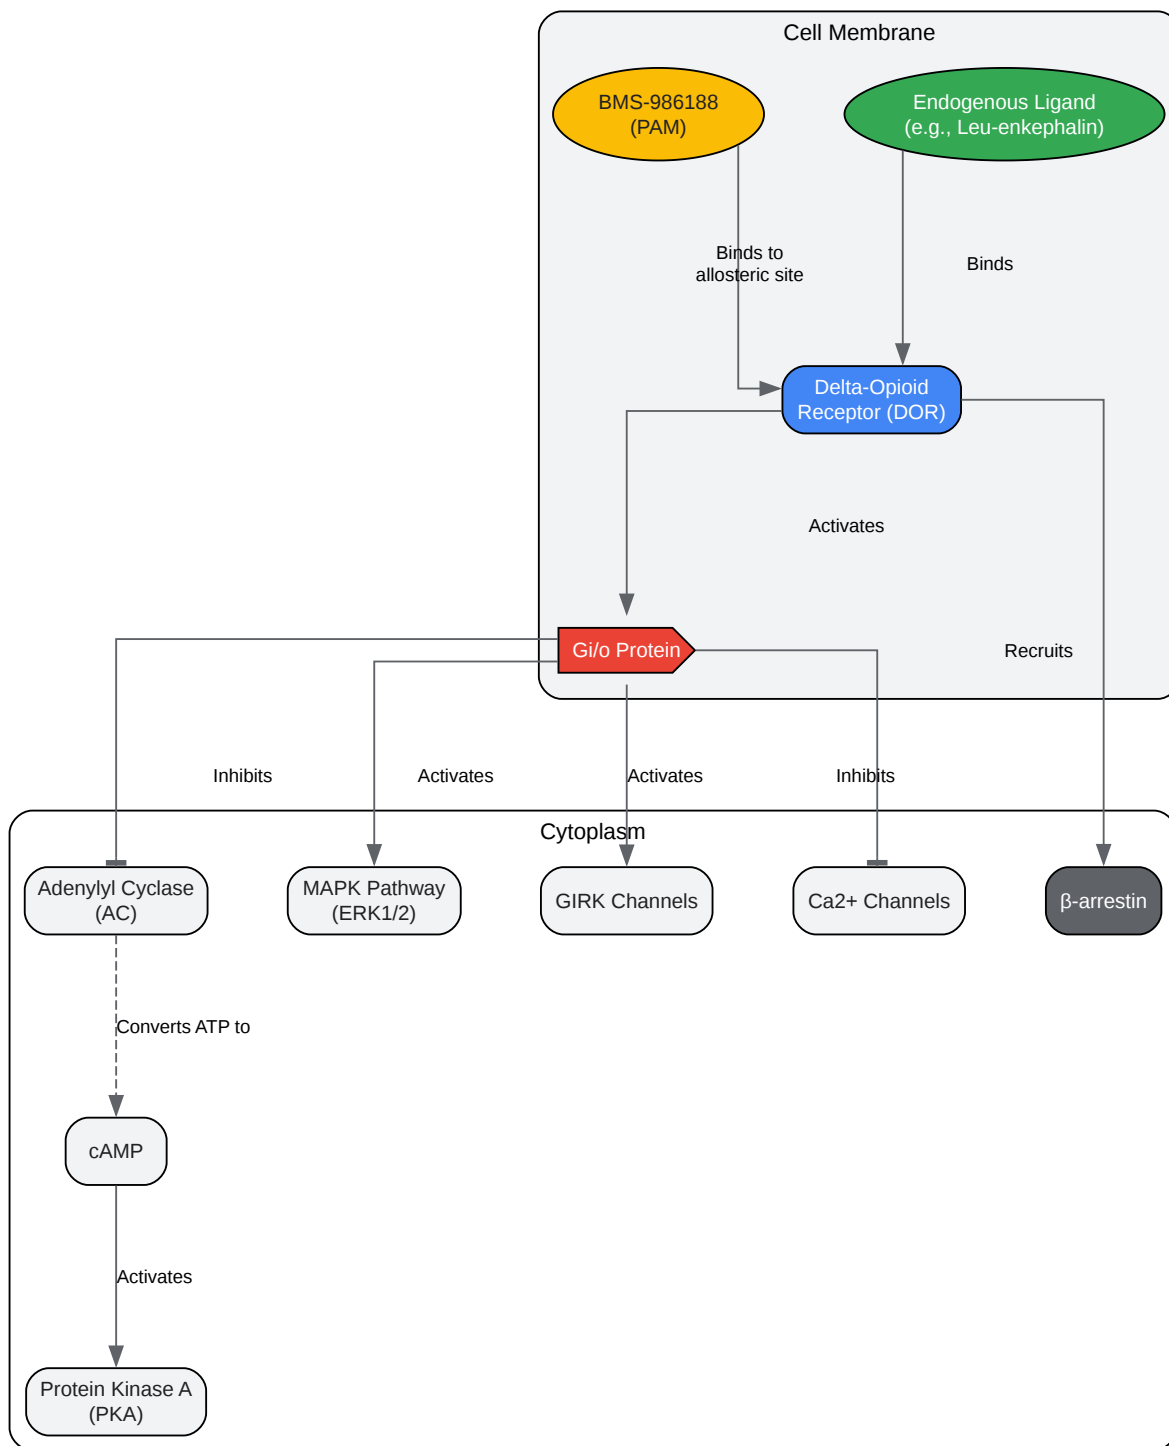 Cell Membrane
BMS-986188
(PAM)
Endogenous Ligand
(e.g., Leu-enkephalin)
Binds to
allosteric site
Binds
Delta-Opioid
Receptor (DOR)
Activates
Gi/o Protein
Recruits
Inhibits
Activates
Activates
Inhibits
Cytoplasm
Adenylyl Cyclase
(AC)
MAPK Pathway
(ERK1/2)
GIRK Channels
Ca2+ Channels
β-arrestin
Converts ATP to
cAMP
Activates
Protein Kinase A
(PKA)